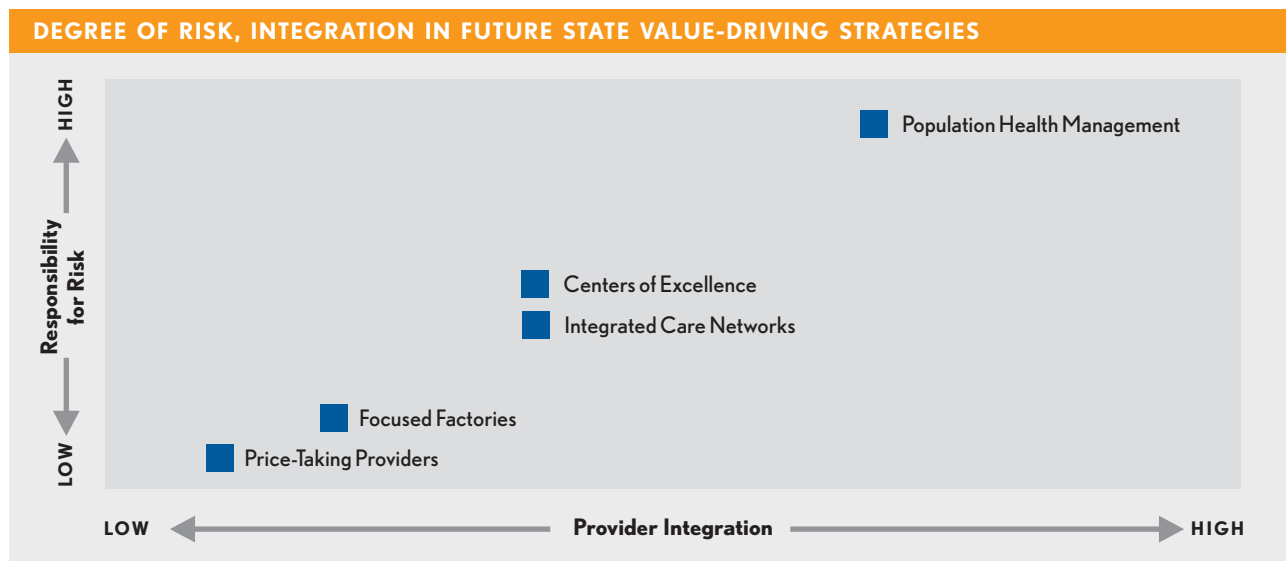 DEGREE OF RISK, INTEGRATION IN FUTURE STATE VALUE-DRIVING STRATEGIES
HIGH
Responsibility
for Risk
LOW
Population Health Management
Centers of Excellence
Integrated Care Networks
Focused Factories
Price-Taking Providers
LOW
Provider Integration
HIGH